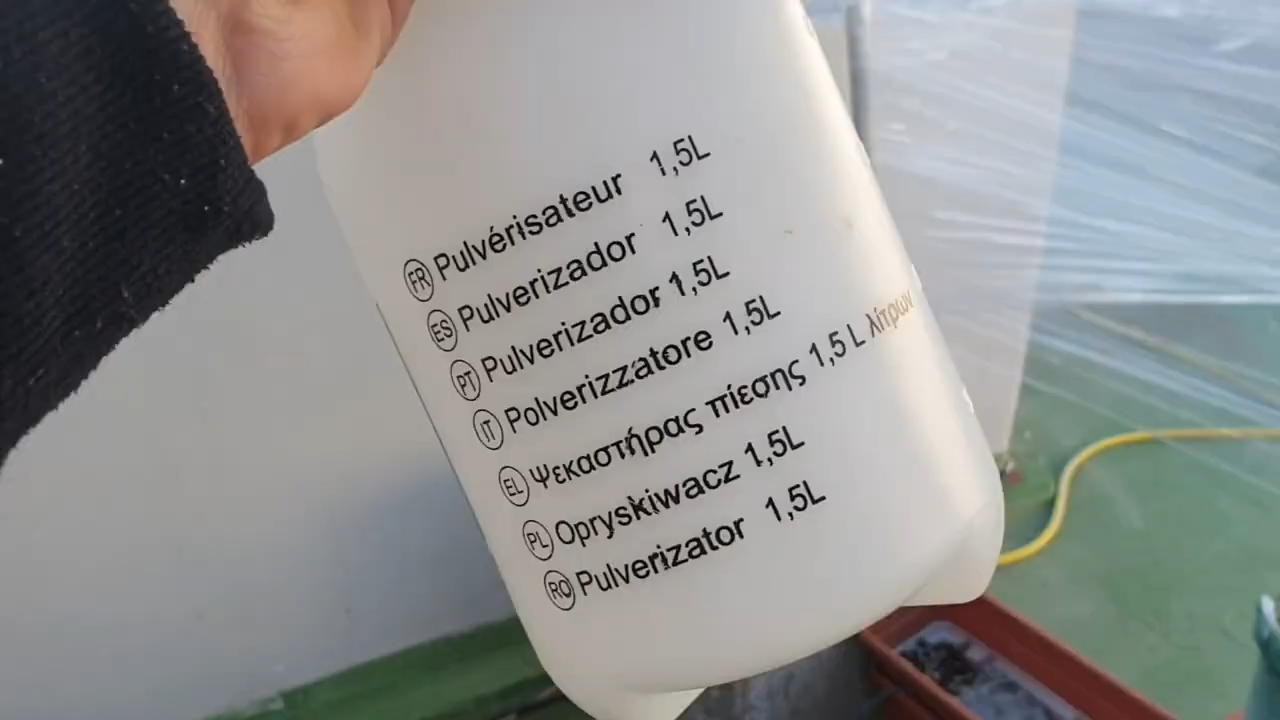 FR Pulvérisateur 1,5L
ES Pulverizador 1,5L
PT Pulverizador 1,5L
IT Polverizzatore 1,5L
EL Ψεκαστήρας πίεσης 1,5 L λίτρων
PL Opryskiwacz 1,5L
RO Pulverizator 1,5L